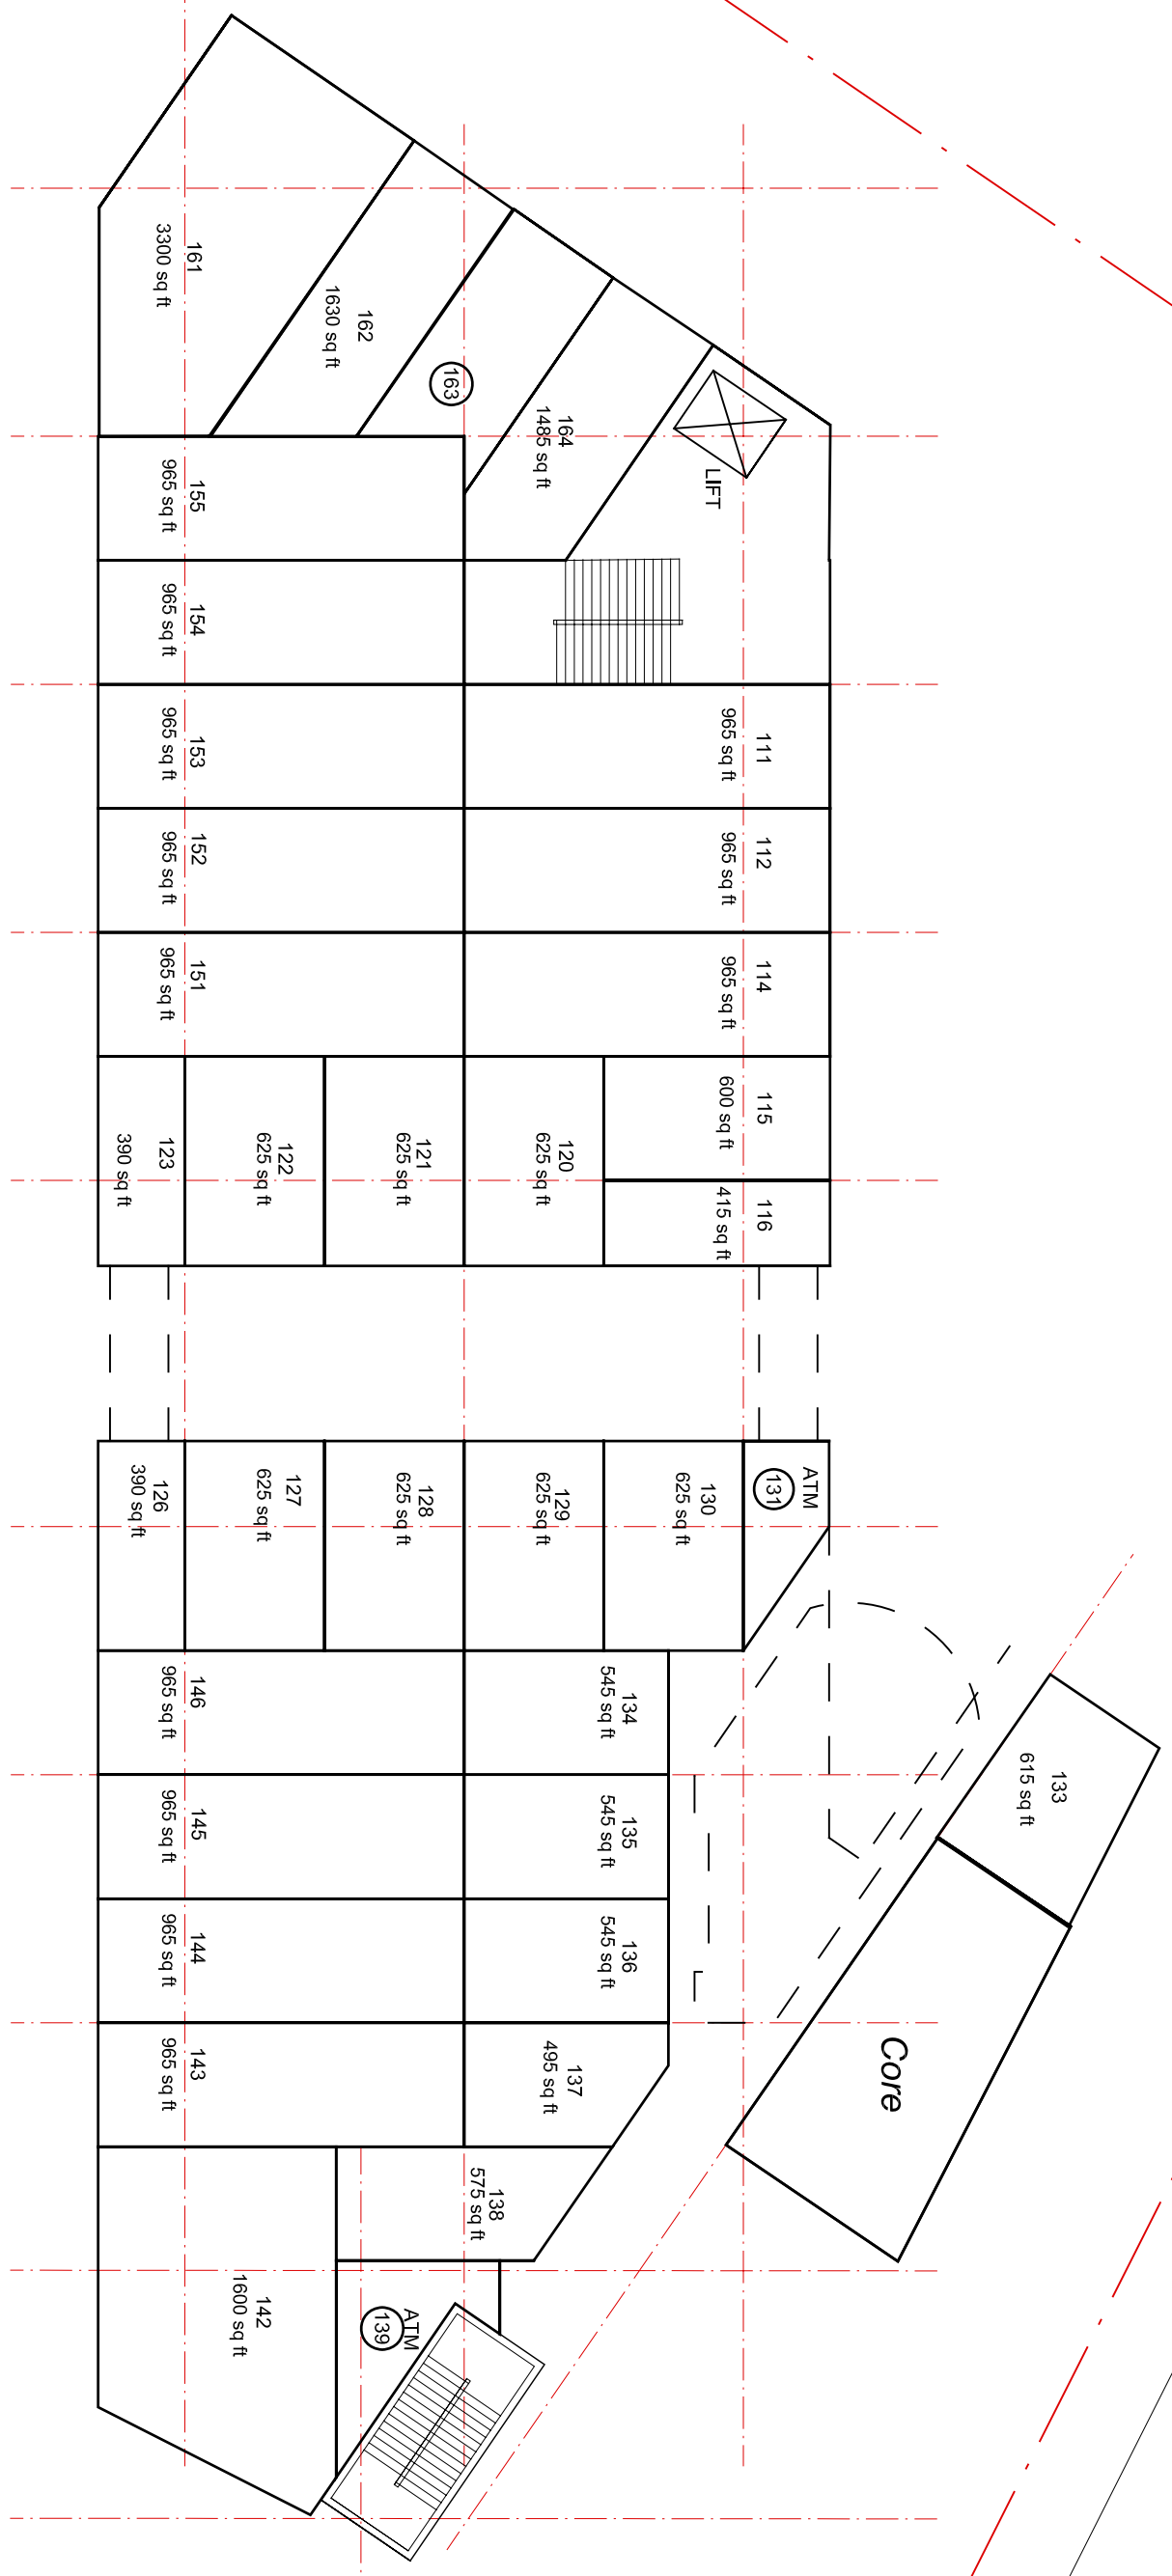 161
3300 sq ft
162
1630 sq ft
163
164
1485 sq ft
LIFT
155
965 sq ft
154
965 sq ft
153
965 sq ft
111
965 sq ft
152
965 sq ft
112
965 sq ft
151
965 sq ft
114
965 sq ft
123
390 sq ft
122
625 sq ft
121
625 sq ft
120
625 sq ft
115
600 sq ft
116
415 sq ft
126
390 sq ft
127
625 sq ft
128
625 sq ft
129
625 sq ft
130
625 sq ft
ATM
131
146
965 sq ft
134
545 sq ft
133
615 sq ft
145
965 sq ft
135
545 sq ft
144
965 sq ft
136
545 sq ft
143
965 sq ft
137
495 sq ft
Core
138
575 sq ft
142
1600 sq ft
ATM
139